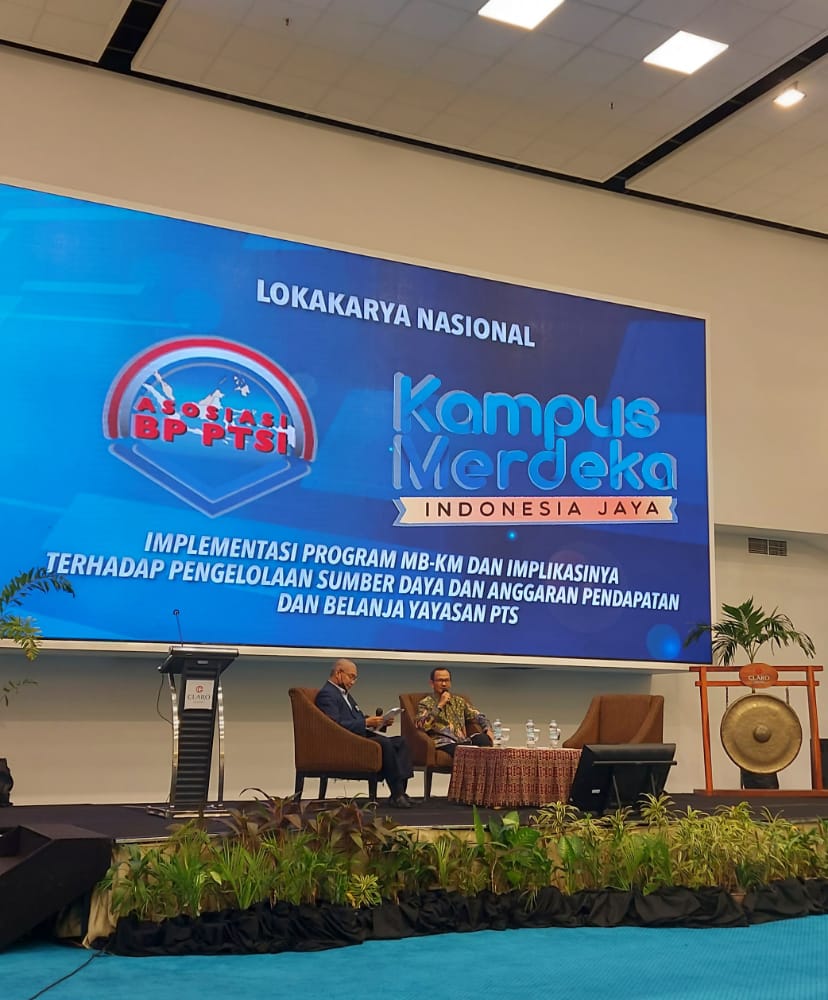 LOKAKARYA NASIONAL
ASOSIASI
BP PTSI
Kampus
Merdeka
INDONESIA JAYA
IMPLEMENTASI PROGRAM MB-KM DAN IMPLIKASINYA
TERHADAP PENGELOLAAN SUMBER DAYA DAN ANGGARAN PENDAPATAN
DAN BELANJA YAYASAN PTS
CLARO
CLARO